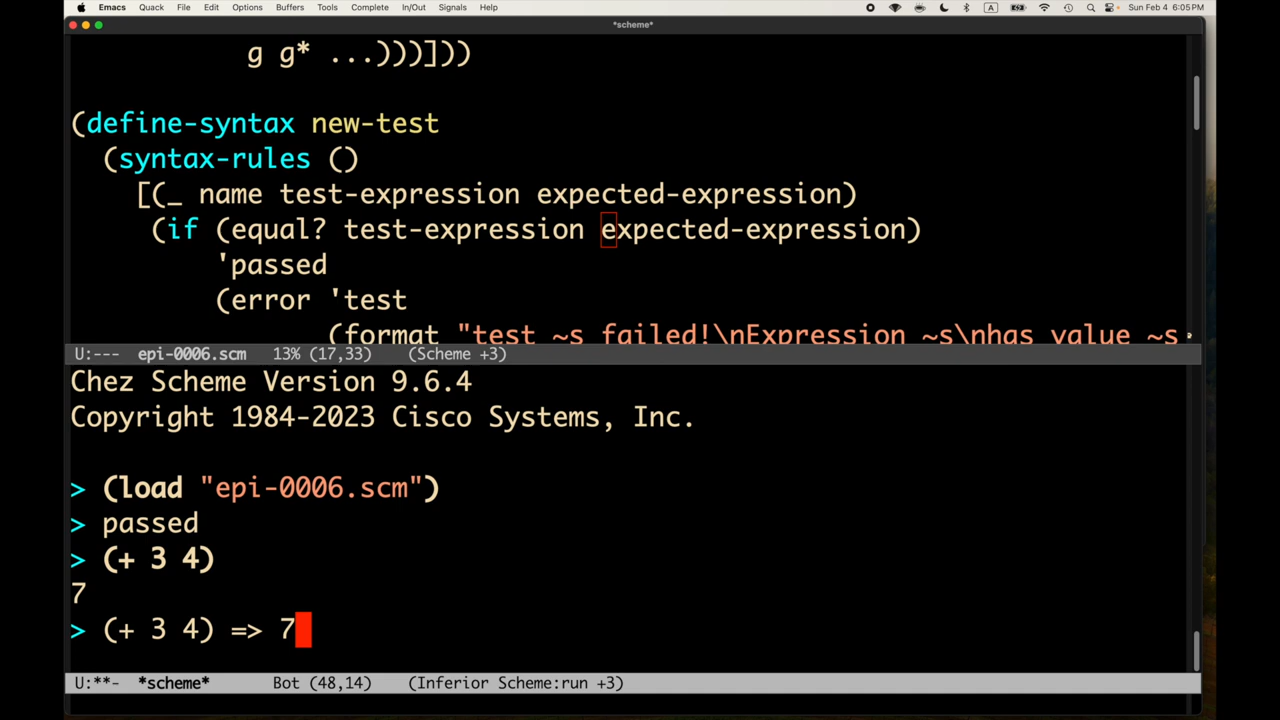 Emacs Quack File Edit Options Buffers Tools Complete In/Out Signals Help A Sun Feb 4 6:05 PM
*scheme*
g g* ...)))]))
(define-syntax new-test
(syntax-rules ()
[(_ name test-expression expected-expression)
(if (equal? test-expression expected-expression)
'passed
(error 'test
(format "test ~s failed!\nExpression ~s\nhas value ~s
U:--- epi-0006.scm 13% (17,33) (Scheme +3)
Chez Scheme Version 9.6.4
Copyright 1984-2023 Cisco Systems, Inc.
> (load "epi-0006.scm")
> passed
> (+ 3 4)
7
> (+ 3 4) => 7
U:**- *scheme* Bot (48,14) (Inferior Scheme:run +3)